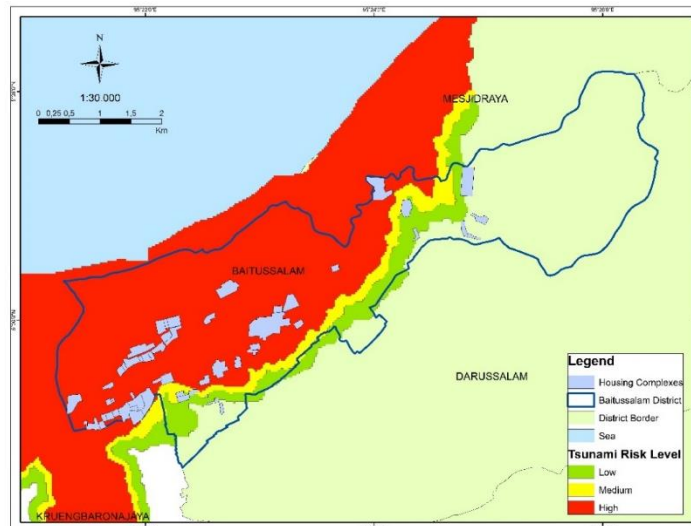 N
1:30 000
0 0,25 0,5 1 1,5 2
Km
MESJIDRAYA
BAITUSSALAM
DARUSSALAM
KRUENGBARONAJAYA
Legend
Housing Complexes
Baitussalam District
District Border
Sea
Tsunami Risk Level
Low
Medium
High